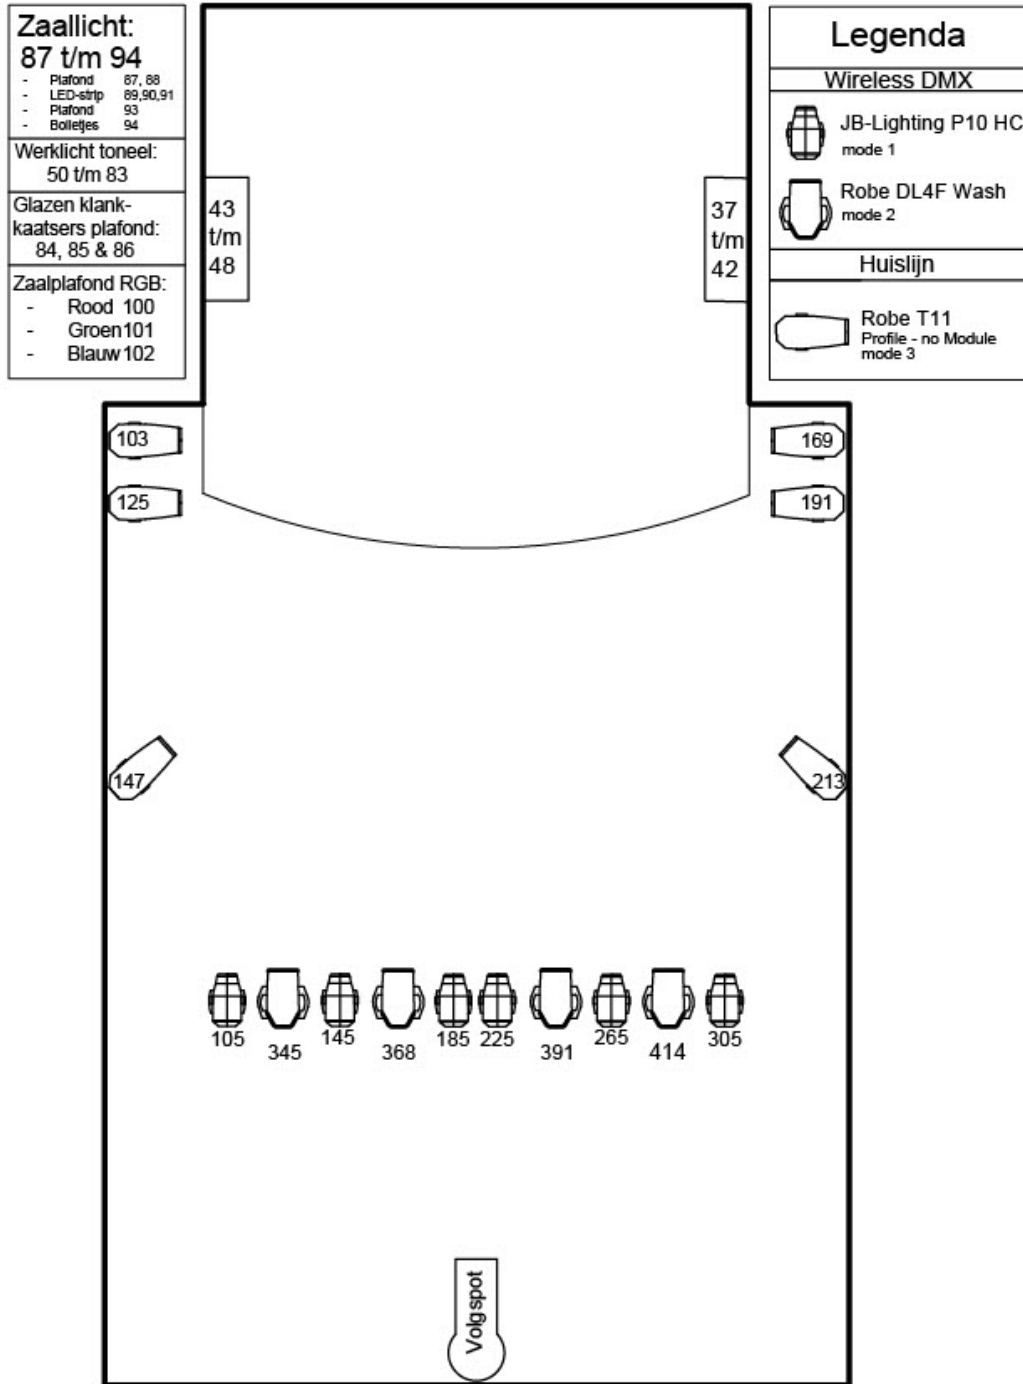 Zaallicht:
87 t/m 94
- Plafond 87, 88
- LED-strip 89,90,91
- Plafond 93
- Bolletjes 94
Werklicht toneel:
50 t/m 83
Glazen klank-
kaatsers plafond:
84, 85 & 86
Zaalplafond RGB:
- Rood 100
- Groen 101
- Blauw 102
43
t/m
48
37
t/m
42
Legenda
Wireless DMX
JB-Lighting P10 HC
mode 1
Robe DL4F Wash
mode 2
Huislijn
Robe T11
Profile - no Module
mode 3
103
169
125
191
147
213
105 345 145 368 185 225 391 265 414 305
Volgspot